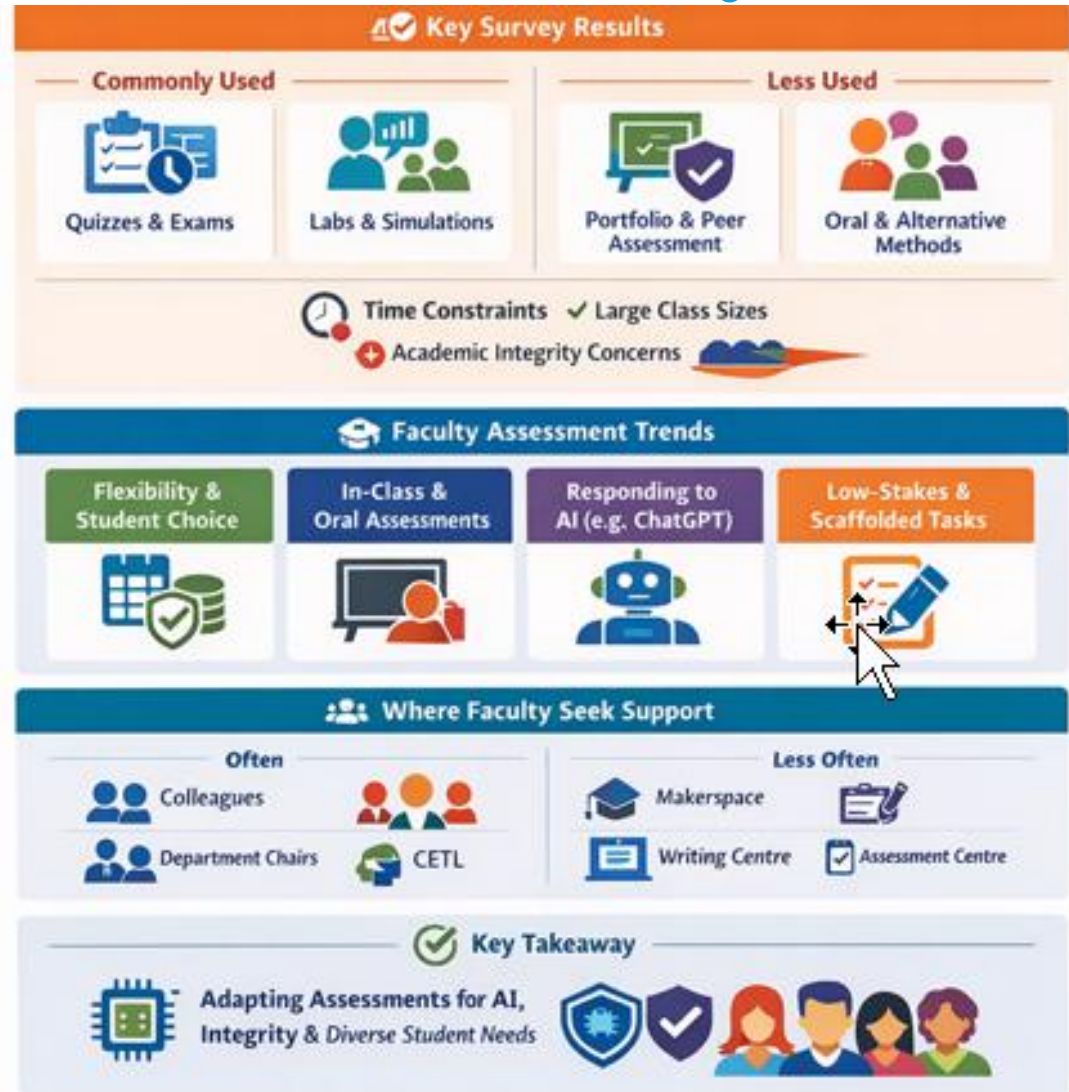 Key Survey Results
Commonly Used
Less Used
Quizzes & Exams
Labs & Simulations
Portfolio & Peer
Assessment
Oral & Alternative
Methods
Time Constraints ✓ Large Class Sizes
Academic Integrity Concerns
Faculty Assessment Trends
Flexibility &
Student Choice
In-Class &
Oral Assessments
Responding to
AI (e.g. ChatGPT)
Low-Stakes &
Scaffolded Tasks
Where Faculty Seek Support
Often
Less Often
Colleagues
Makerspace
Department Chairs
CETL
Writing Centre
Assessment Centre
Key Takeaway
Adapting Assessments for AI,
Integrity & Diverse Student Needs